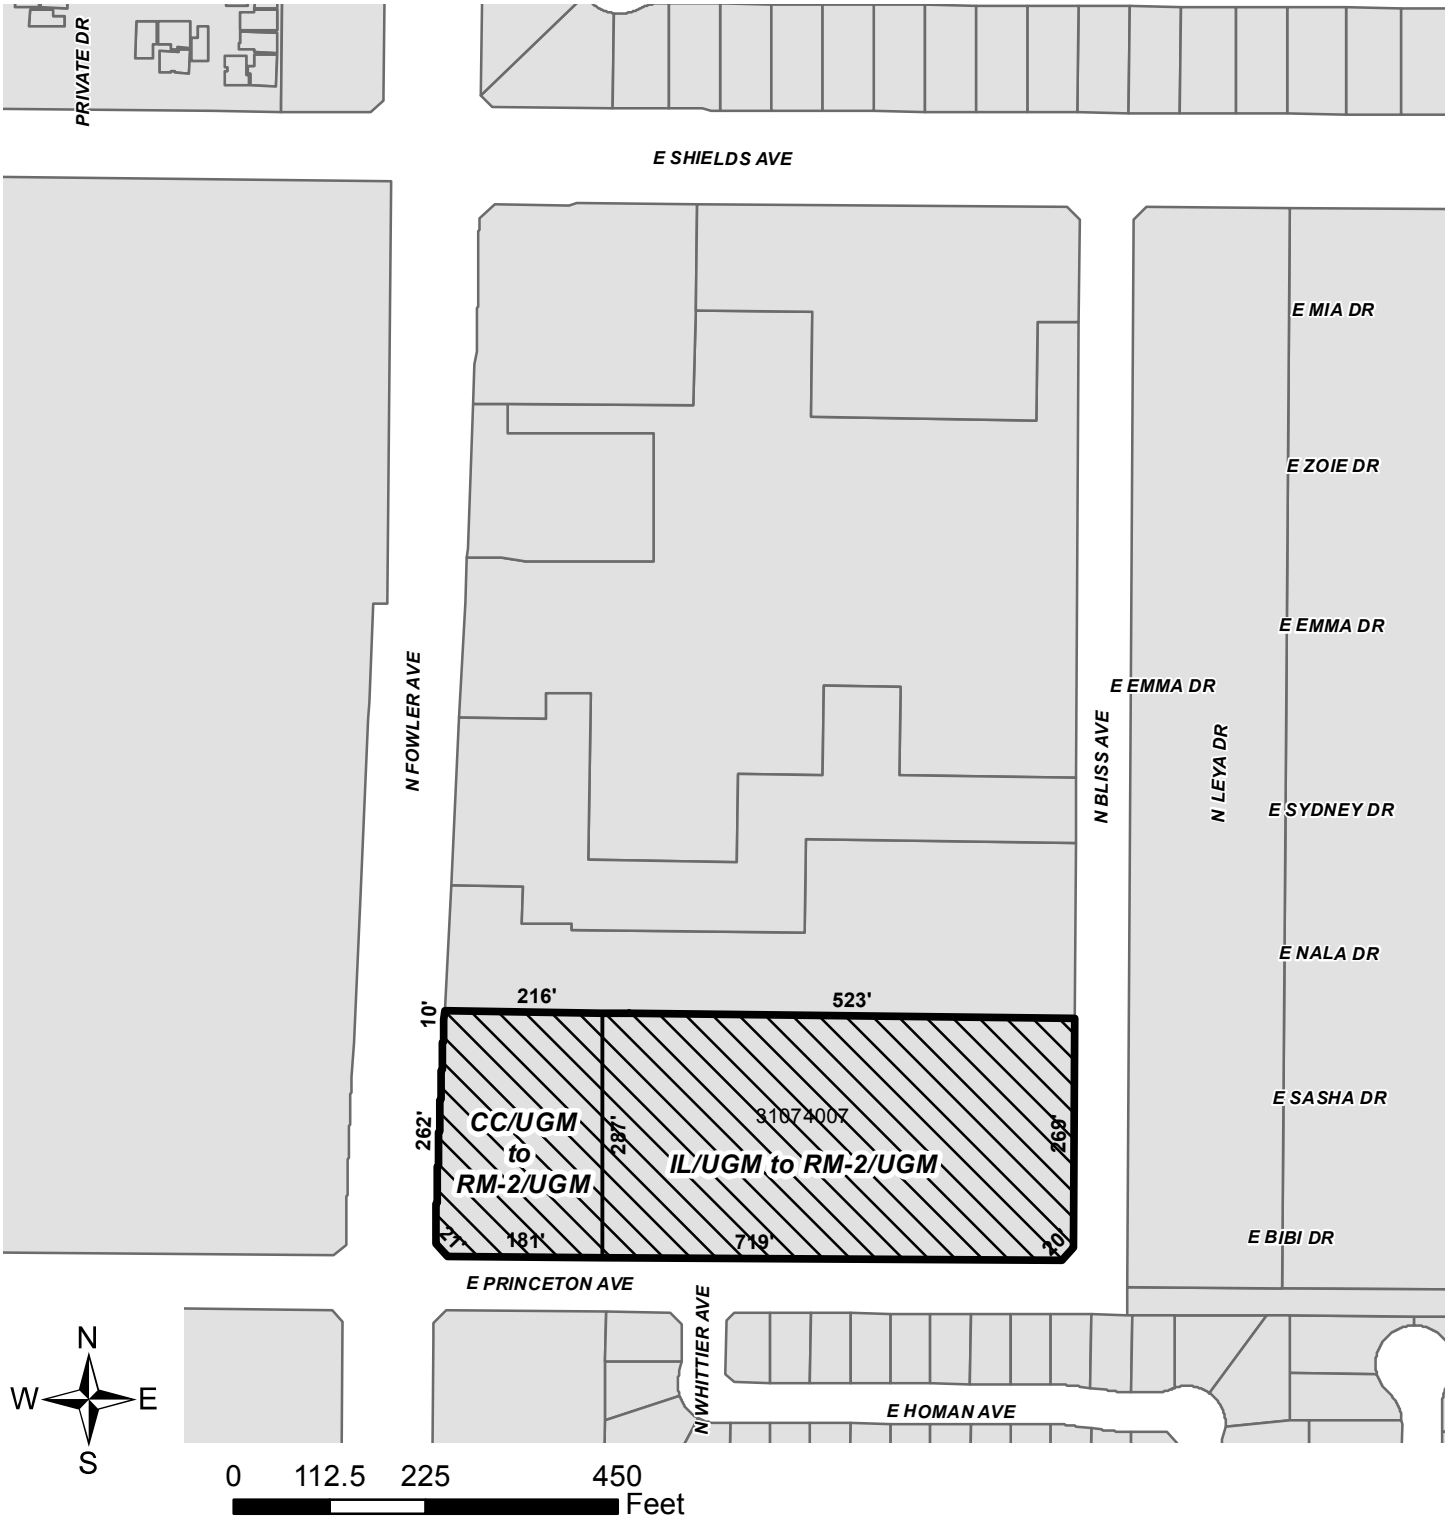 PRIVATE DR
E SHIELDS AVE
E MIA DR
E ZOIE DR
E EMMA DR
E EMMA DR
N FOWLER AVE
N BLISS AVE
N LEYA DR
E SYDNEY DR
E NALA DR
216'
523'
10'
E SASHA DR
262'
CC/UGM
to
RM-2/UGM
287'
31074007
IL/UGM to RM-2/UGM
269'
21'
181'
719'
20'
E BIBI DR
E PRINCETON AVE
N WHITTIER AVE
E HOMAN AVE
N
W E
S
0 112.5 225 450
Feet